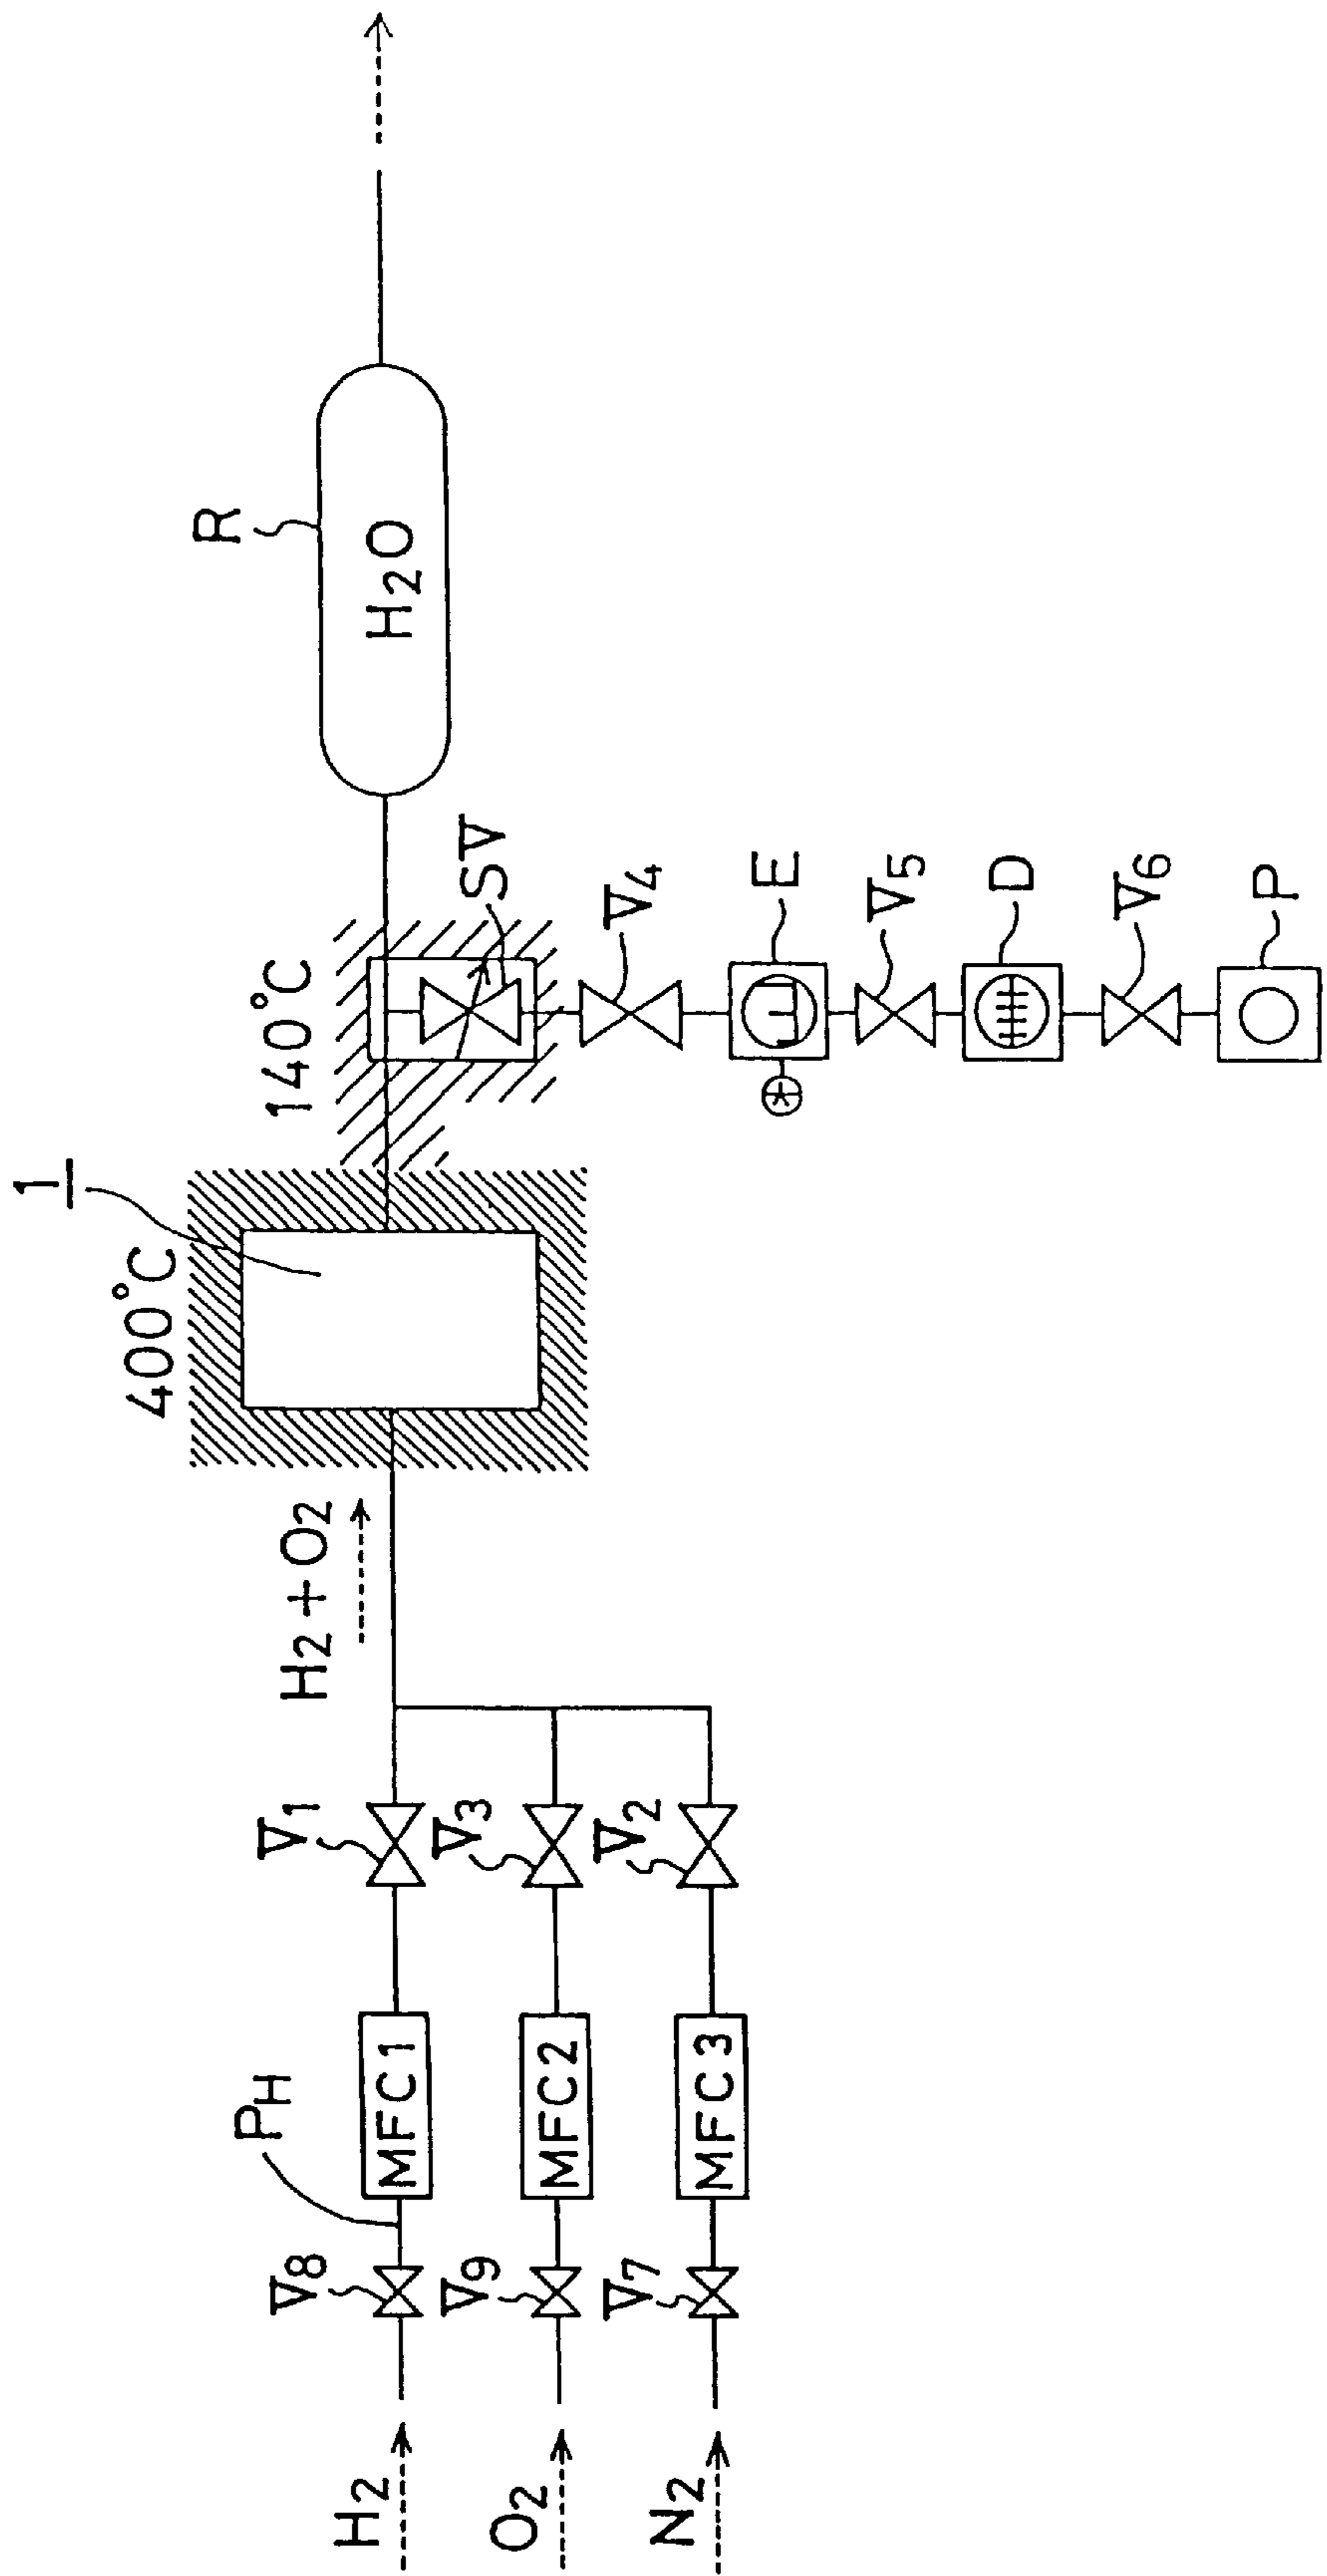 H2
O2
N2
V8
V9
V7
PH
MFC1
MFC2
MFC3
V1
V3
V2
H2+O2
400°C
1
140°C
SV
V4
E
V5
D
V6
P
R
H2O